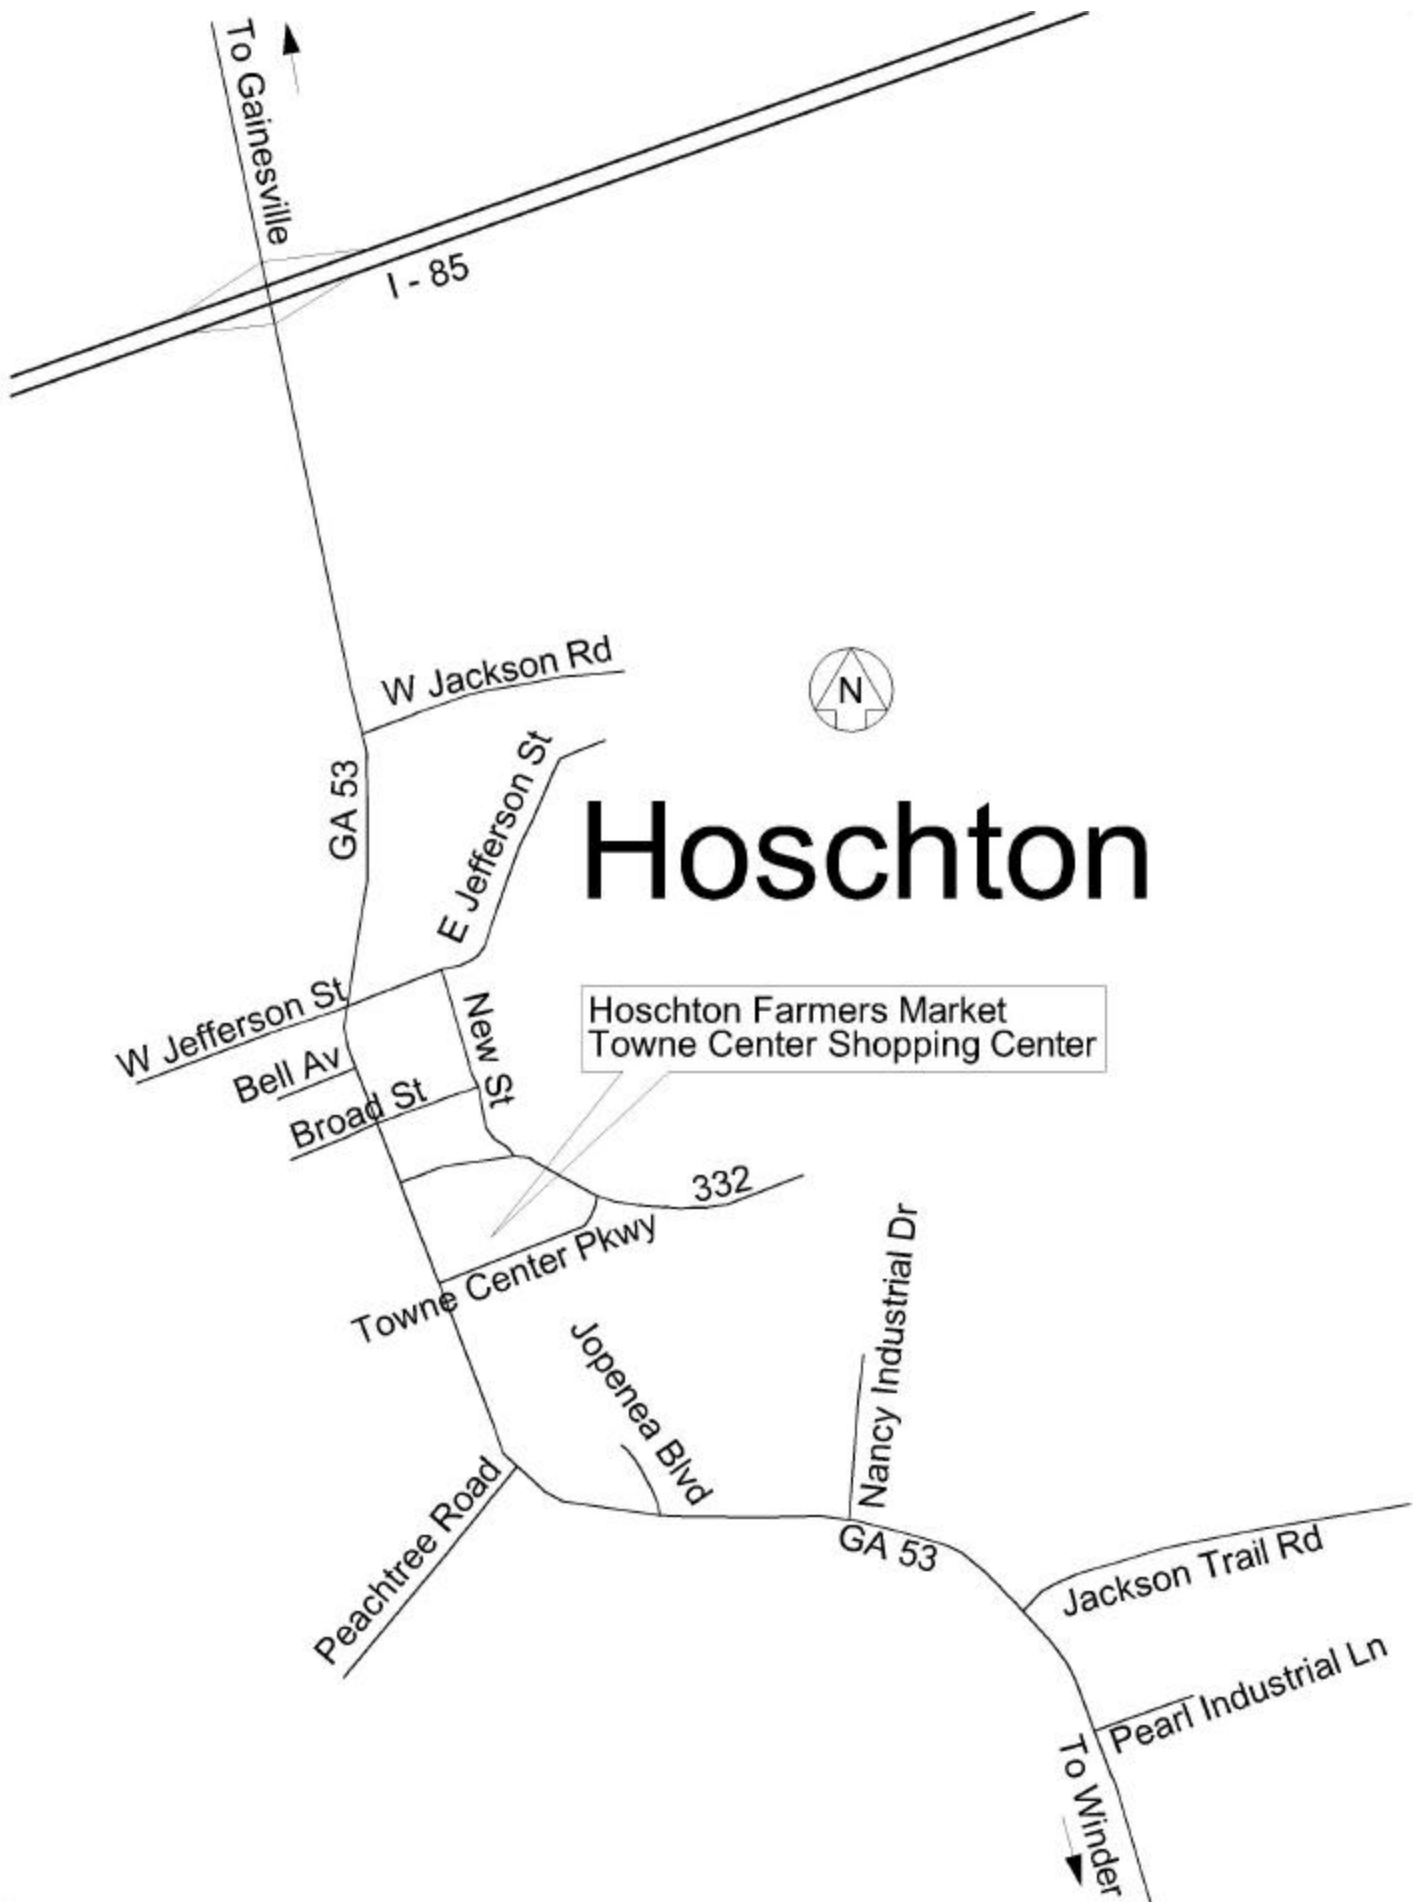 To Gainesville
I - 85
W Jackson Rd
N
GA 53
E Jefferson St
Hoschton
W Jefferson St
New St
Hoschton Farmers Market
Towne Center Shopping Center
Bell Av
Broad St
332
Towne Center Pkwy
Nancy Industrial Dr
Jopenea Blvd
Peachtree Road
GA 53
Jackson Trail Rd
Pearl Industrial Ln
To Winder